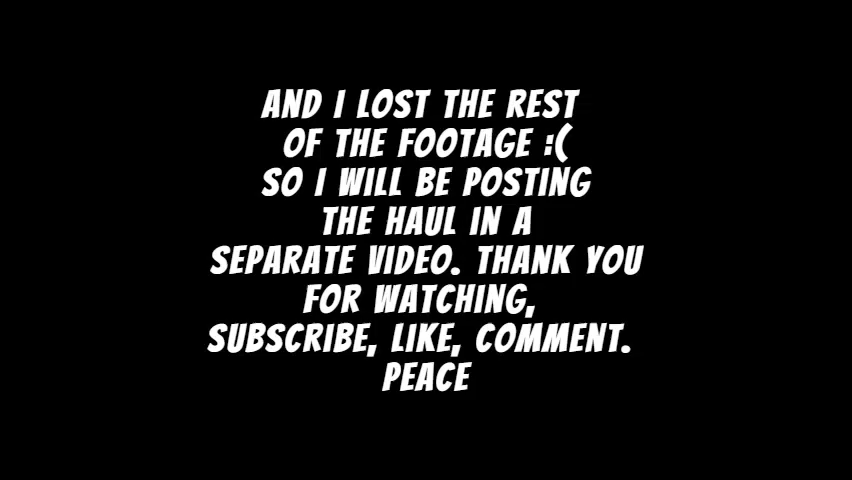 AND I LOST THE REST
OF THE FOOTAGE :(
SO I WILL BE POSTING
THE HAUL IN A
SEPARATE VIDEO. THANK YOU
FOR WATCHING,
SUBSCRIBE, LIKE, COMMENT.
PEACE